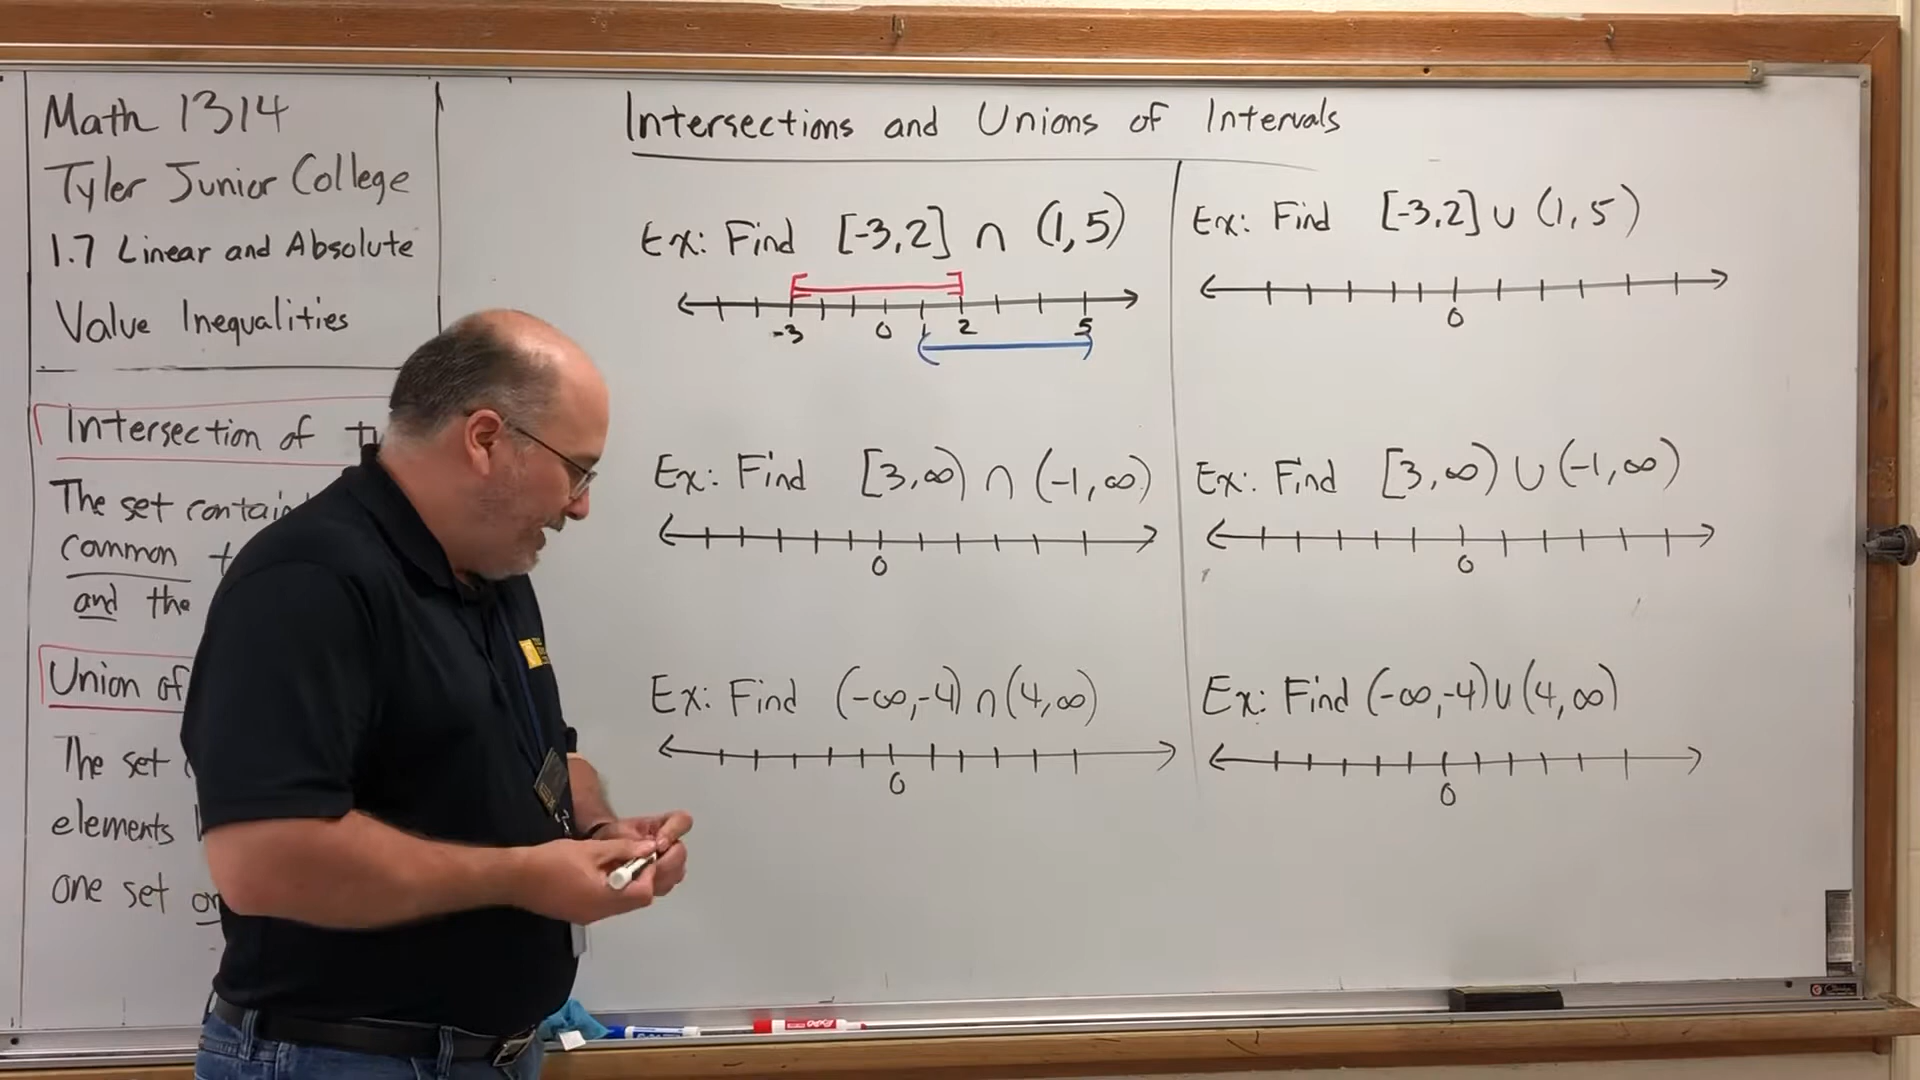 Math 1314
Tyler Junior College
1.7 Linear and Absolute
Value Inequalities
Intersection of
The set
common
and the
Union of
The set
elements
one set
Intersections and Unions of Intervals
Ex: Find [-3,2] ∩ (1,5)
-3 0 1 2 5
Ex: Find [3,∞) ∩ (-1,∞)
0
Ex: Find (-∞,-4) ∩ (4,∞)
0
Ex: Find [-3,2] ∪ (1,5)
0
Ex: Find [3,∞) ∪ (-1,∞)
0
Ex: Find (-∞,-4) ∪ (4,∞)
0
EXPO